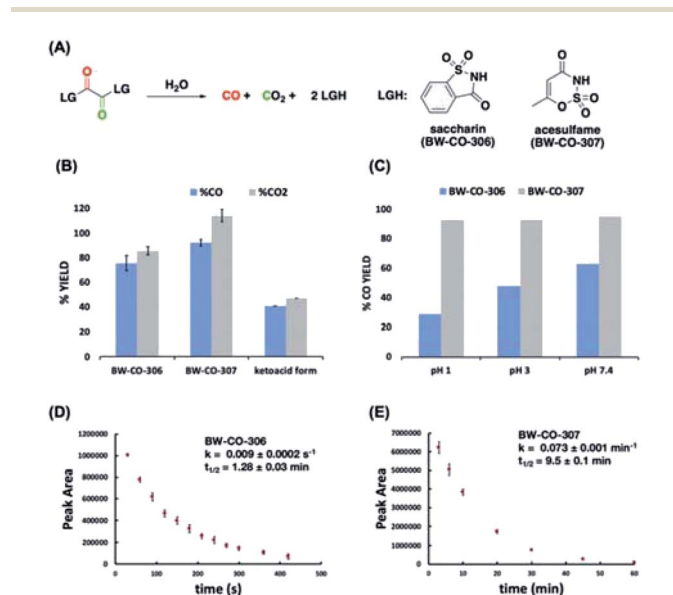 (A)
O
LG
LG
O
H₂O
CO + CO₂ + 2 LGH
LGH:
O O
S
NH
O
saccharin
(BW-CO-306)
O
NH
S=O
O
O
acesulfame
(BW-CO-307)
(B)
%CO %CO2
% YIELD
120
100
80
60
40
20
0
BW-CO-306 BW-CO-307 ketoacid form
(C)
BW-CO-306 BW-CO-307
% CO YIELD
100
80
60
40
20
0
pH 1 pH 3 pH 7.4
(D)
BW-CO-306
k = 0.009 ± 0.0002 s⁻¹
t1/2 = 1.28 ± 0.03 min
Peak Area
1200000
1000000
800000
600000
400000
200000
0
0 100 200 300 400 500
time (s)
(E)
BW-CO-307
k = 0.073 ± 0.001 min⁻¹
t1/2 = 9.5 ± 0.1 min
Peak Area
7000000
6000000
5000000
4000000
3000000
2000000
1000000
0
0 10 20 30 40 50 60
time (min)